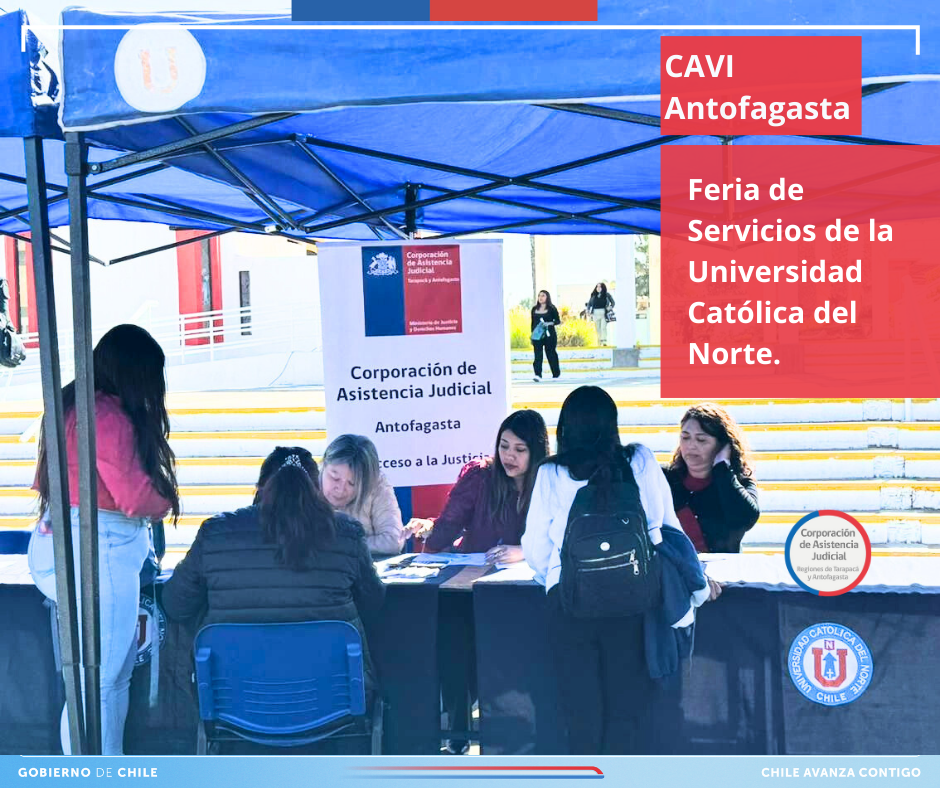 CAVI
Antofagasta
Feria de
Servicios de la
Universidad
Católica del
Norte.
U
Corporación
de Asistencia
Judicial
Tarapacá y Antofagasta
Ministerio de Justicia
y Derechos Humanos
Corporación de
Asistencia Judicial
Antofagasta
cceso a la Justicia
Corporación
de Asistencia
Judicial
Regiones de Tarapacá
y Antofagasta
UNIVERSIDAD CATOLICA DEL NORTE
N
U
CHILE
GOBIERNO DE CHILE
CHILE AVANZA CONTIGO